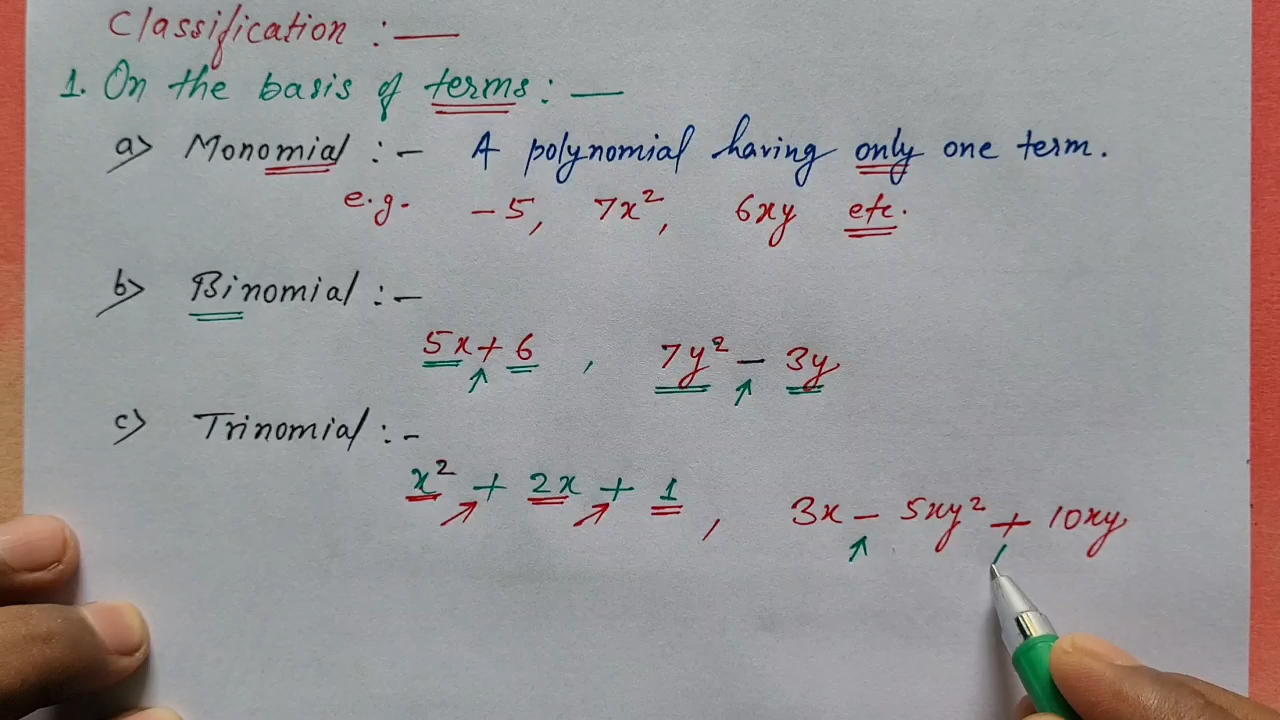 Classification :—
1. On the basis of terms : —
a) Monomial :- A polynomial having only one term.
e.g. -5, 7x², 6xy etc.
b) Binomial :-
5x + 6 , 7y² - 3y
c) Trinomial :-
x² + 2x + 1 , 3x - 5xy² + 10xy